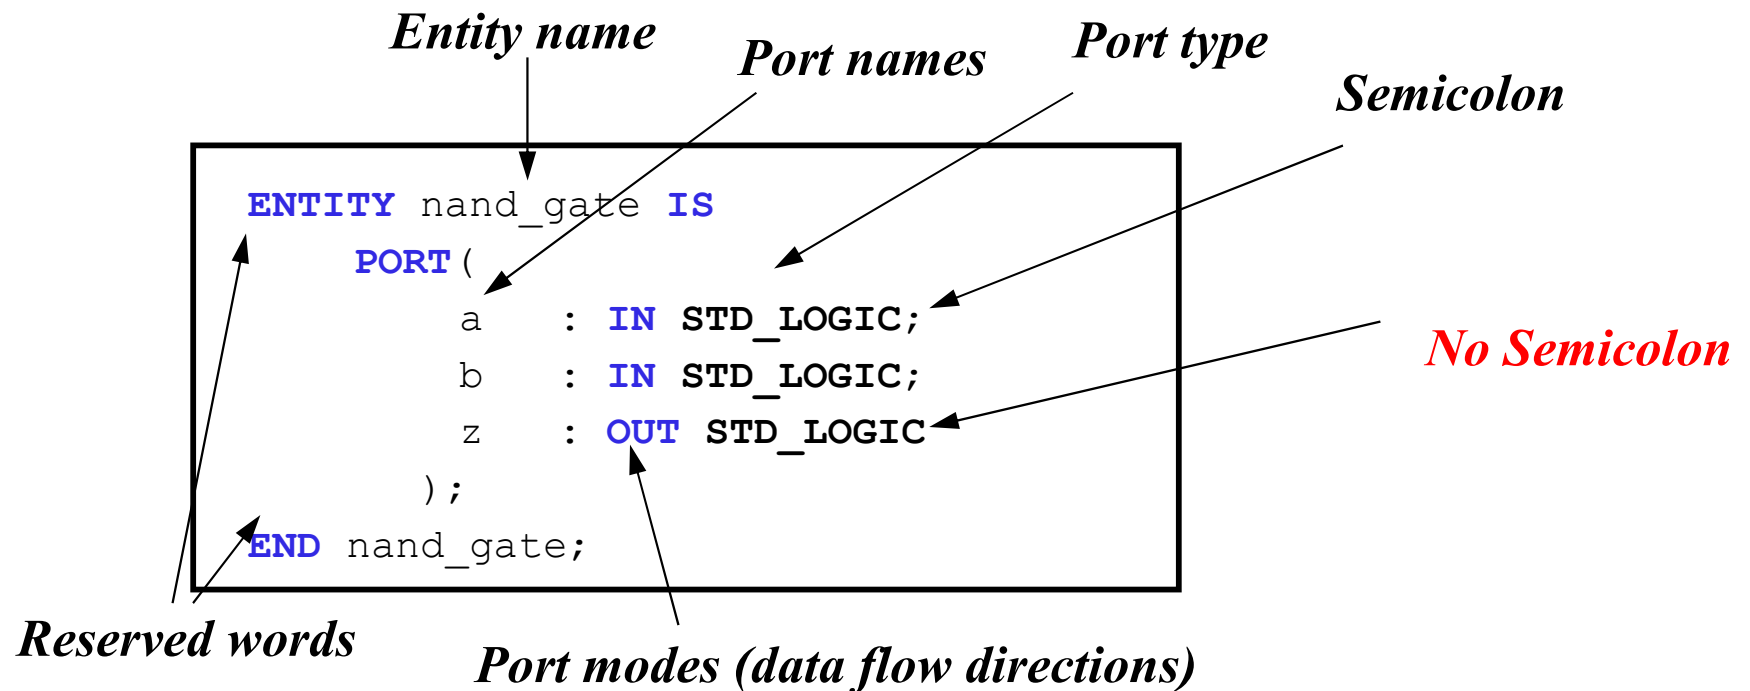 Entity name
Port names
Port type
Semicolon
ENTITY nand_gate IS
PORT(
a : IN STD_LOGIC;
b : IN STD_LOGIC;
No Semicolon
z : OUT STD_LOGIC
);
END nand_gate;
Reserved words
Port modes (data flow directions)